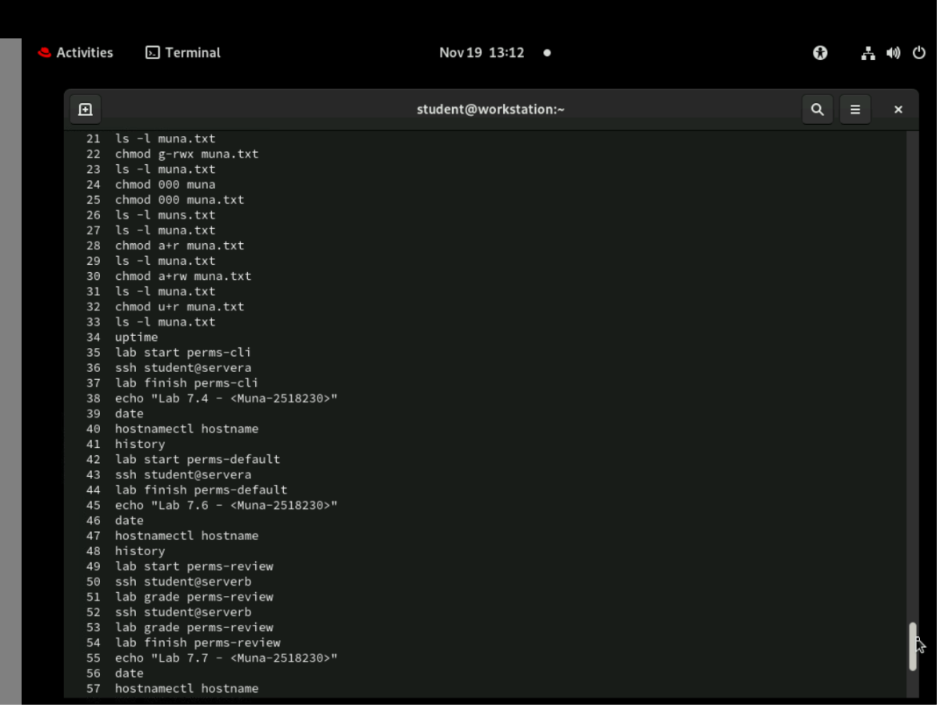 Activities Terminal Nov 19 13:12
student@workstation:~
21 ls -l muna.txt
22 chmod g-rwx muna.txt
23 ls -l muna.txt
24 chmod 000 muna
25 chmod 000 muna.txt
26 ls -l muns.txt
27 ls -l muna.txt
28 chmod a+r muna.txt
29 ls -l muna.txt
30 chmod a+rw muna.txt
31 ls -l muna.txt
32 chmod u+r muna.txt
33 ls -l muna.txt
34 uptime
35 lab start perms-cli
36 ssh student@servera
37 lab finish perms-cli
38 echo "Lab 7.4 - <Muna-2518230>"
39 date
40 hostnamectl hostname
41 history
42 lab start perms-default
43 ssh student@servera
44 lab finish perms-default
45 echo "Lab 7.6 - <Muna-2518230>"
46 date
47 hostnamectl hostname
48 history
49 lab start perms-review
50 ssh student@serverb
51 lab grade perms-review
52 ssh student@serverb
53 lab grade perms-review
54 lab finish perms-review
55 echo "Lab 7.7 - <Muna-2518230>"
56 date
57 hostnamectl hostname